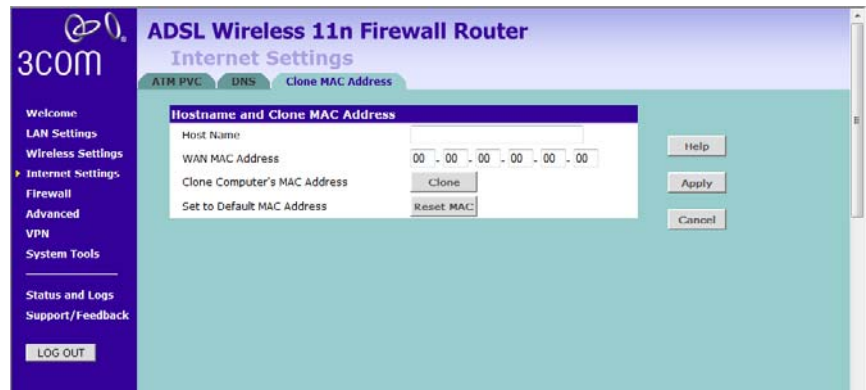 3COM
ADSL Wireless 11n Firewall Router
Internet Settings
ATM PVC DNS Clone MAC Address
Welcome
LAN Settings
Wireless Settings
Internet Settings
Firewall
Advanced
VPN
System Tools
Status and Logs
Support/Feedback
LOG OUT
Hostname and Clone MAC Address
Host Name
WAN MAC Address 00 - 00 - 00 - 00 - 00 - 00
Clone Computer's MAC Address Clone
Set to Default MAC Address Reset MAC
Help
Apply
Cancel